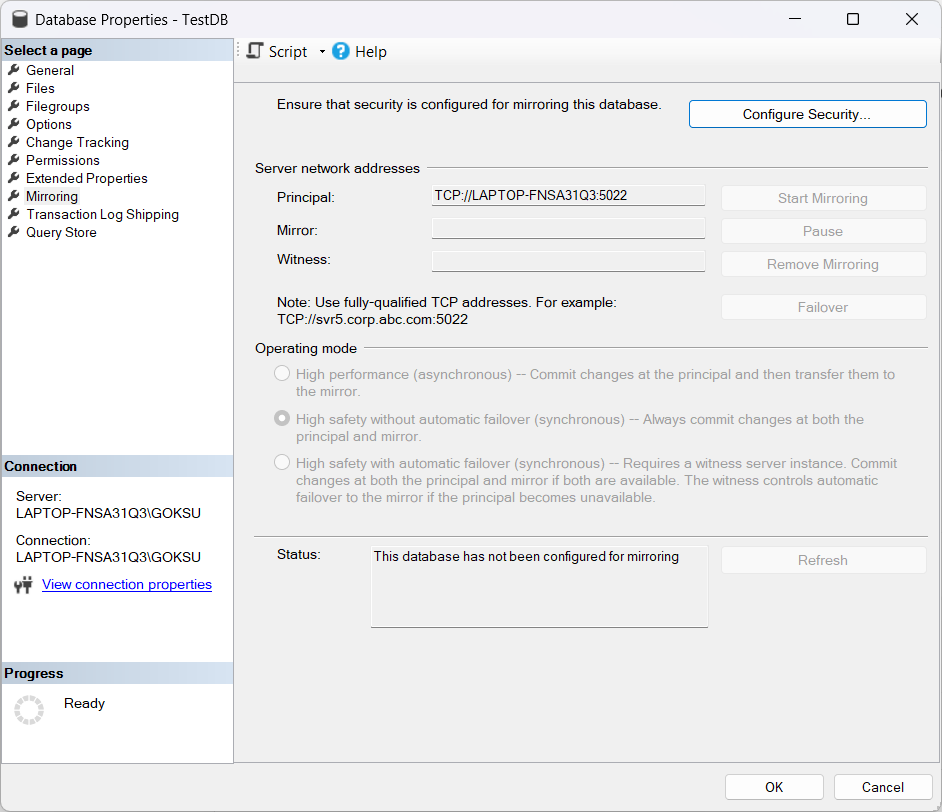 Database Properties - TestDB
Select a page
General
Files
Filegroups
Options
Change Tracking
Permissions
Extended Properties
Mirroring
Transaction Log Shipping
Query Store
Connection
Server:
LAPTOP-FNSA31Q3\GOKSU
Connection:
LAPTOP-FNSA31Q3\GOKSU
View connection properties
Progress
Ready
Script
Help
Ensure that security is configured for mirroring this database.
Configure Security...
Server network addresses
Principal:
TCP://LAPTOP-FNSA31Q3:5022
Start Mirroring
Mirror:
Pause
Witness:
Remove Mirroring
Note: Use fully-qualified TCP addresses. For example:
TCP://svr5.corp.abc.com:5022
Failover
Operating mode
High performance (asynchronous) -- Commit changes at the principal and then transfer them to
the mirror.
High safety without automatic failover (synchronous) -- Always commit changes at both the
principal and mirror.
High safety with automatic failover (synchronous) -- Requires a witness server instance. Commit
changes at both the principal and mirror if both are available. The witness controls automatic
failover to the mirror if the principal becomes unavailable.
Status:
This database has not been configured for mirroring
Refresh
OK
Cancel